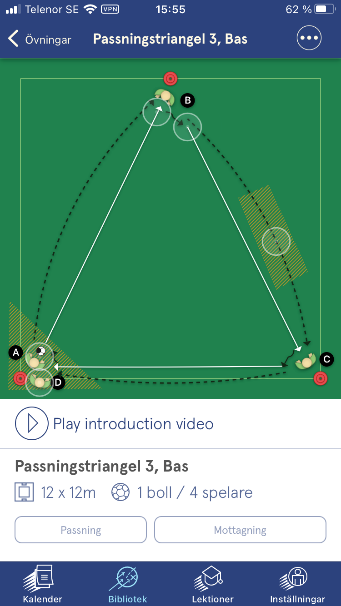 Telenor SE VPN 15:55 62 %
Övningar Passningstriangel 3, Bas
B
A
C
D
Play introduction video
Passningstriangel 3, Bas
12 x 12m 1 boll / 4 spelare
Passning Mottagning
Kalender Bibliotek Lektioner Inställningar